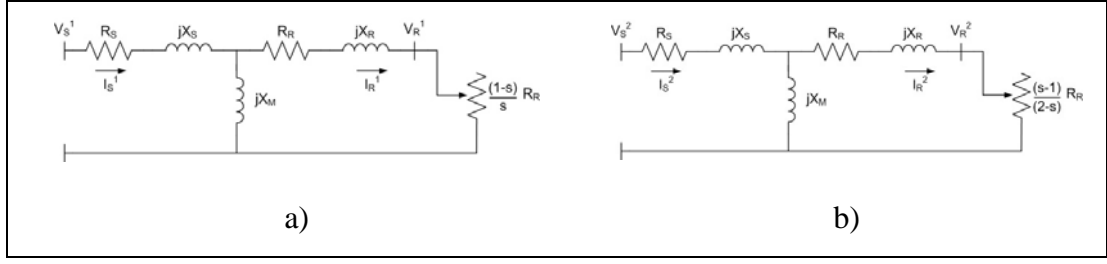 V_S^1 R_S jX_S R_R jX_R V_R^1
I_S^1 I_R^1
jX_M (1-s)/s R_R
a)
V_S^2 R_S jX_S R_R jX_R V_R^2
I_S^2 I_R^2
jX_M (s-1)/(2-s) R_R
b)